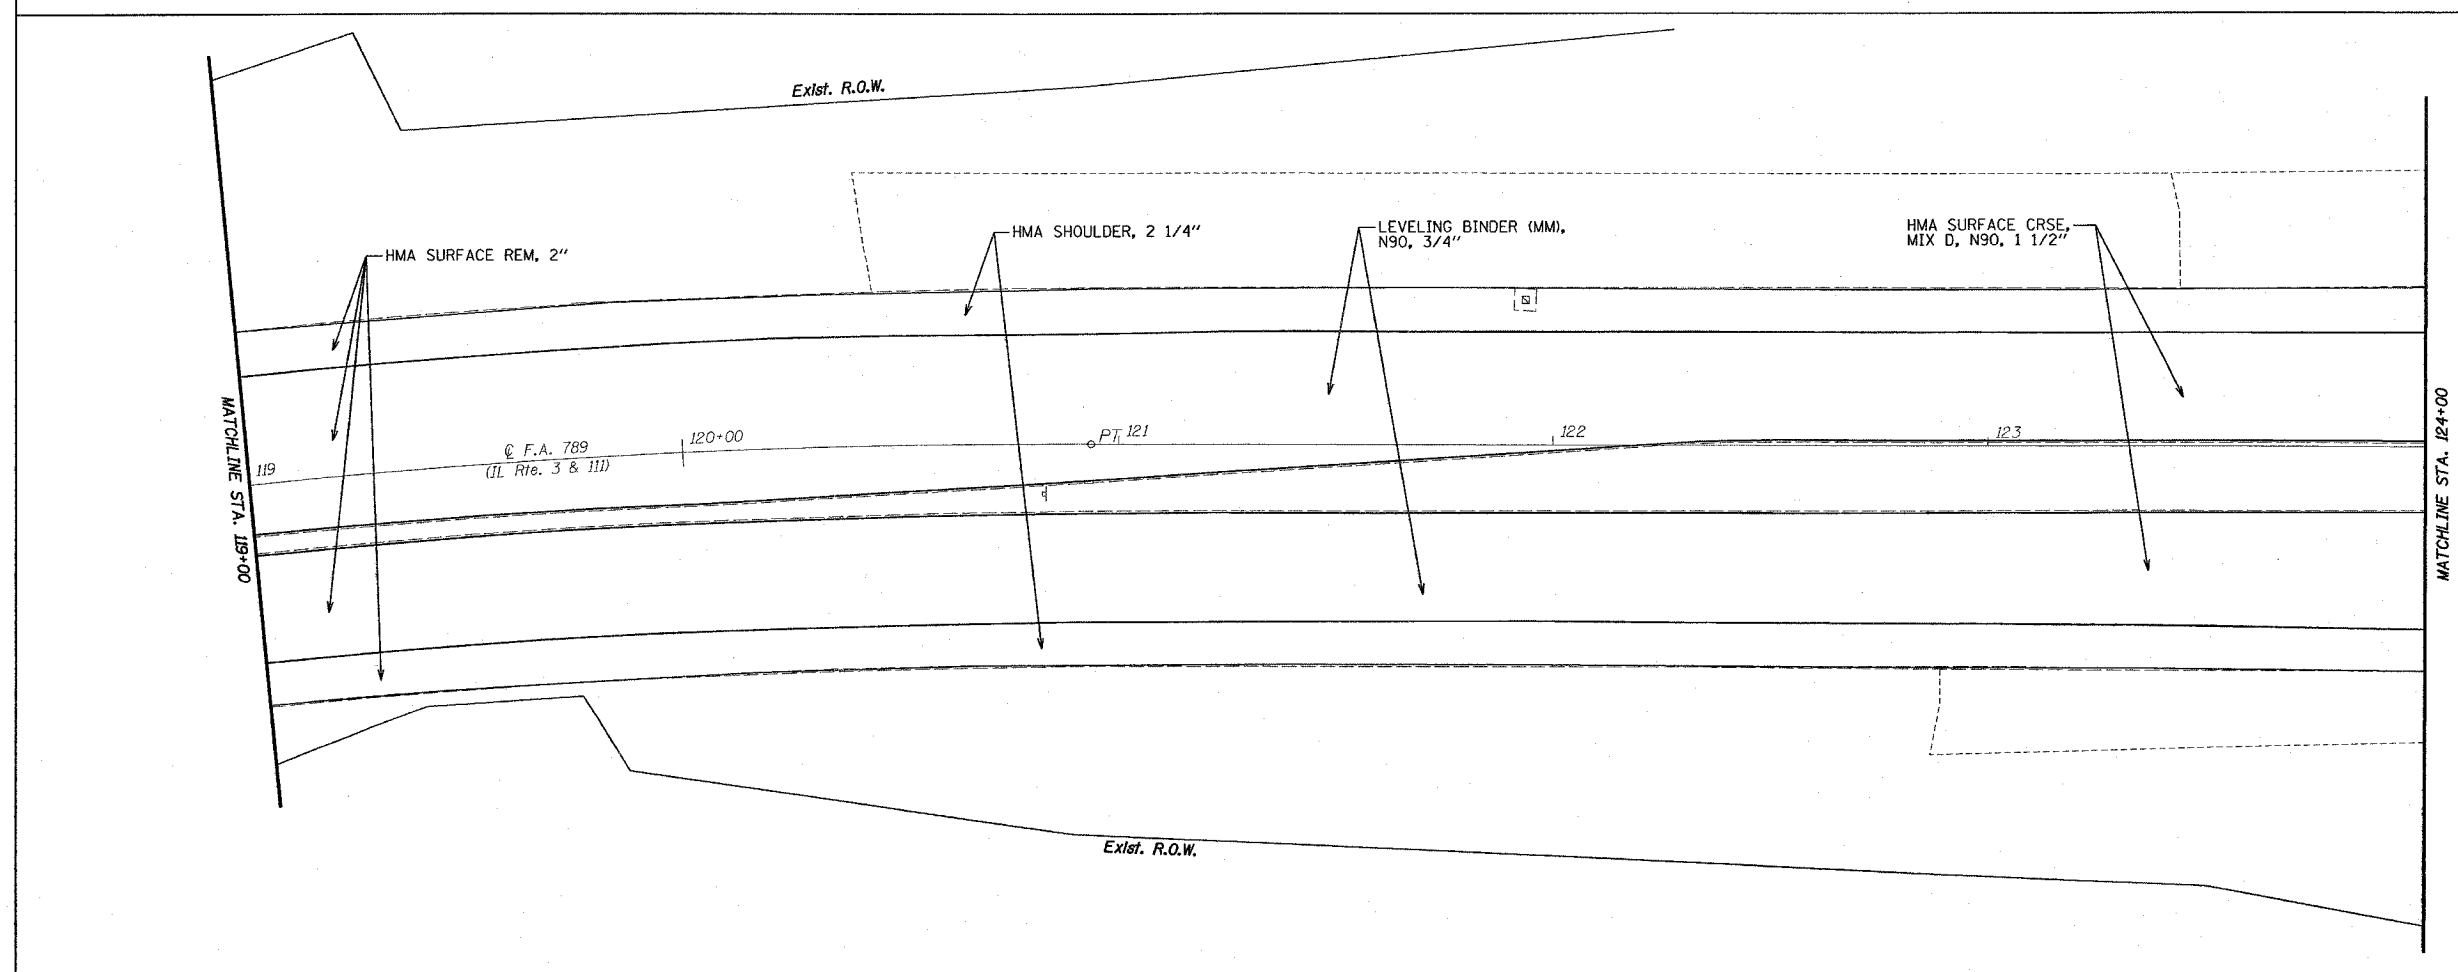 Exist. R.O.W.
HMA SURFACE REM, 2"
HMA SHOULDER, 2 1/4"
LEVELING BINDER (MM),
N90, 3/4"
HMA SURFACE CRSE,
MIX D, N90, 1 1/2"
MATCHLINE STA. 119+00
119
℄ F.A. 789
(IL Rte. 3 & 111)
120+00
PT
121
122
123
MATCHLINE STA. 124+00
Exist. R.O.W.